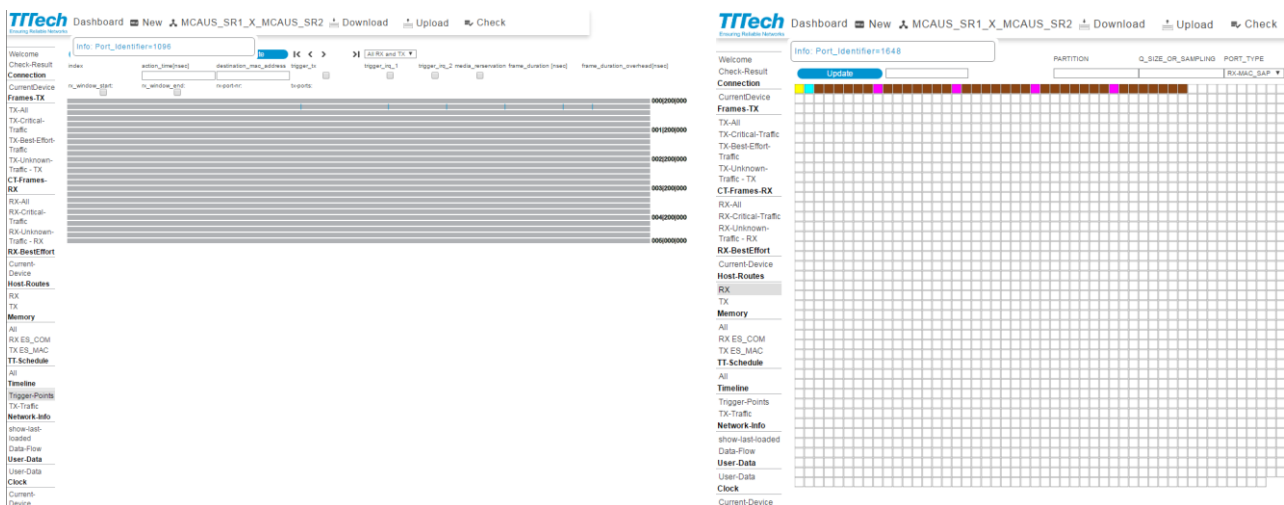 TTTech
Ensuring Reliable Networks
Dashboard New MCAUS_SR1_X_MCAUS_SR2 Download Upload Check
Info: Port_Identifier=1096
All RX and TX
index action_time[nsec] destination_mac_address trigger_tx trigger_irq_1 trigger_irq_2 media_reservation frame_duration [nsec] frame_duration_overhead[nsec]
rx_window_start: rx_window_end: rx-port-nr: tx-ports:
000|200|000
001|200|000
002|200|000
003|200|000
004|200|000
005|000|000
Welcome
Check-Result
Connection
CurrentDevice
Frames-TX
TX-All
TX-Critical-
Traffic
TX-Best-Effort-
Traffic
TX-Unknown-
Traffic - TX
CT-Frames-
RX
RX-All
RX-Critical-
Traffic
RX-Unknown-
Traffic - RX
RX-BestEffort
Current-
Device
Host-Routes
RX
TX
Memory
All
RX ES_COM
TX ES_MAC
TT-Schedule
All
Timeline
Trigger-Points
TX-Traffic
Network-Info
show-last-
loaded
Data-Flow
User-Data
User-Data
Clock
Current-
Device
TTTech
Ensuring Reliable Networks
Dashboard New MCAUS_SR1_X_MCAUS_SR2 Download Upload Check
Info: Port_Identifier=1648
PARTITION Q_SIZE_OR_SAMPLING PORT_TYPE
Update RX-MAC_SAP
Welcome
Check-Result
Connection
CurrentDevice
Frames-TX
TX-All
TX-Critical-Traffic
TX-Best-Effort-
Traffic
TX-Unknown-
Traffic - TX
CT-Frames-RX
RX-All
RX-Critical-Traffic
RX-Unknown-
Traffic - RX
RX-BestEffort
Current-Device
Host-Routes
RX
TX
Memory
All
RX ES_COM
TX ES_MAC
TT-Schedule
All
Timeline
Trigger-Points
TX-Traffic
Network-Info
show-last-loaded
Data-Flow
User-Data
User-Data
Clock
Current-Device